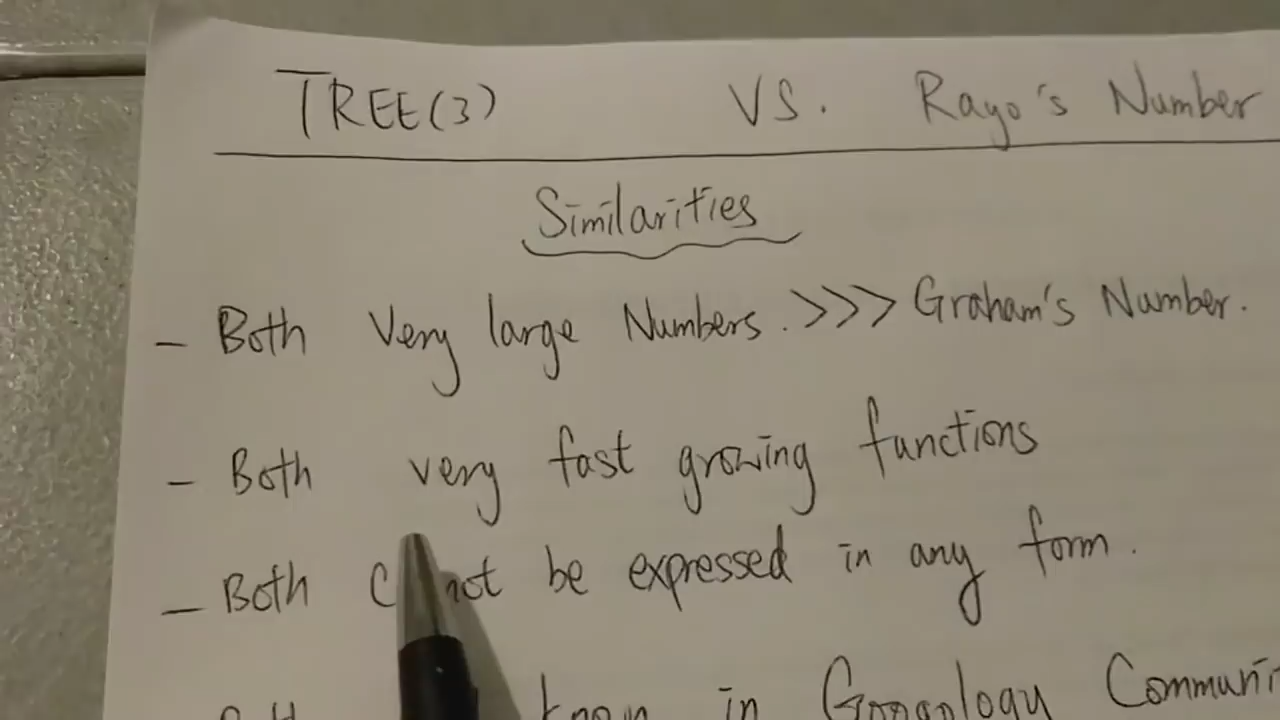 TREE(3) VS. Rayo's Number
Similarities
- Both Very large Numbers. >>> Graham's Number.
- Both very fast growing functions
- Both not be expressed in any form.
in Googology